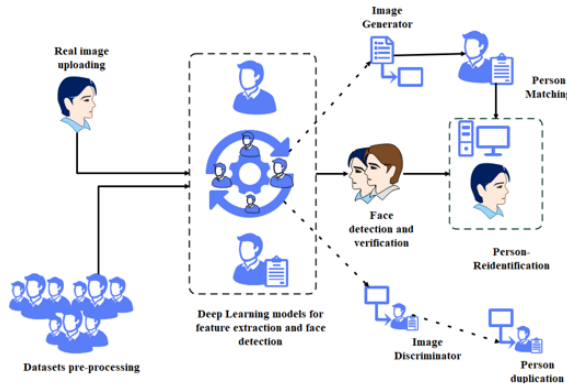 Real image
uploading
Image
Generator
Person
Matching
Face
detection and
verification
Person-
Reidentification
Deep Learning models for
feature extraction and face
detection
Datasets pre-processing
Image
Discriminator
Person
duplication